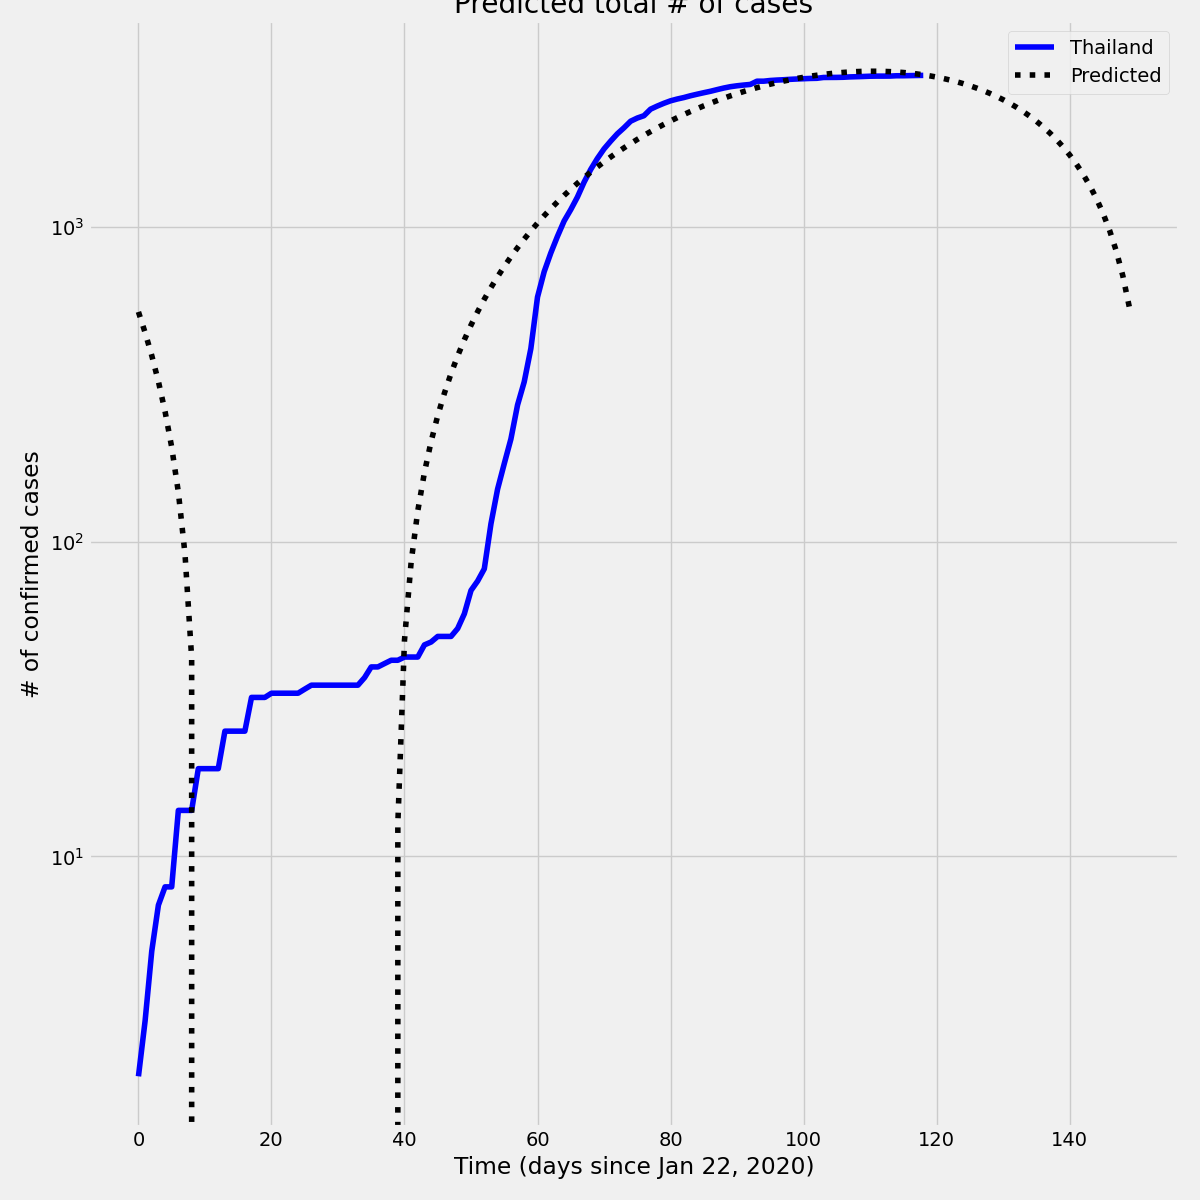 Predicted total # of cases
Thailand
Predicted
10³
10²
10¹
# of confirmed cases
0 20 40 60 80 100 120 140
Time (days since Jan 22, 2020)